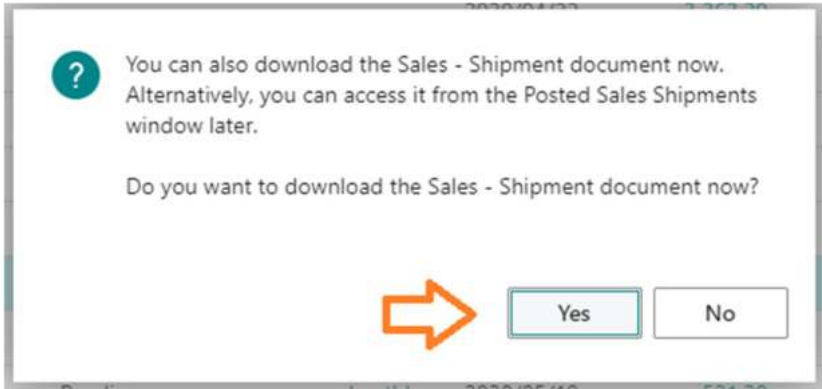 ?
You can also download the Sales - Shipment document now.
Alternatively, you can access it from the Posted Sales Shipments
window later.
Do you want to download the Sales - Shipment document now?
Yes No